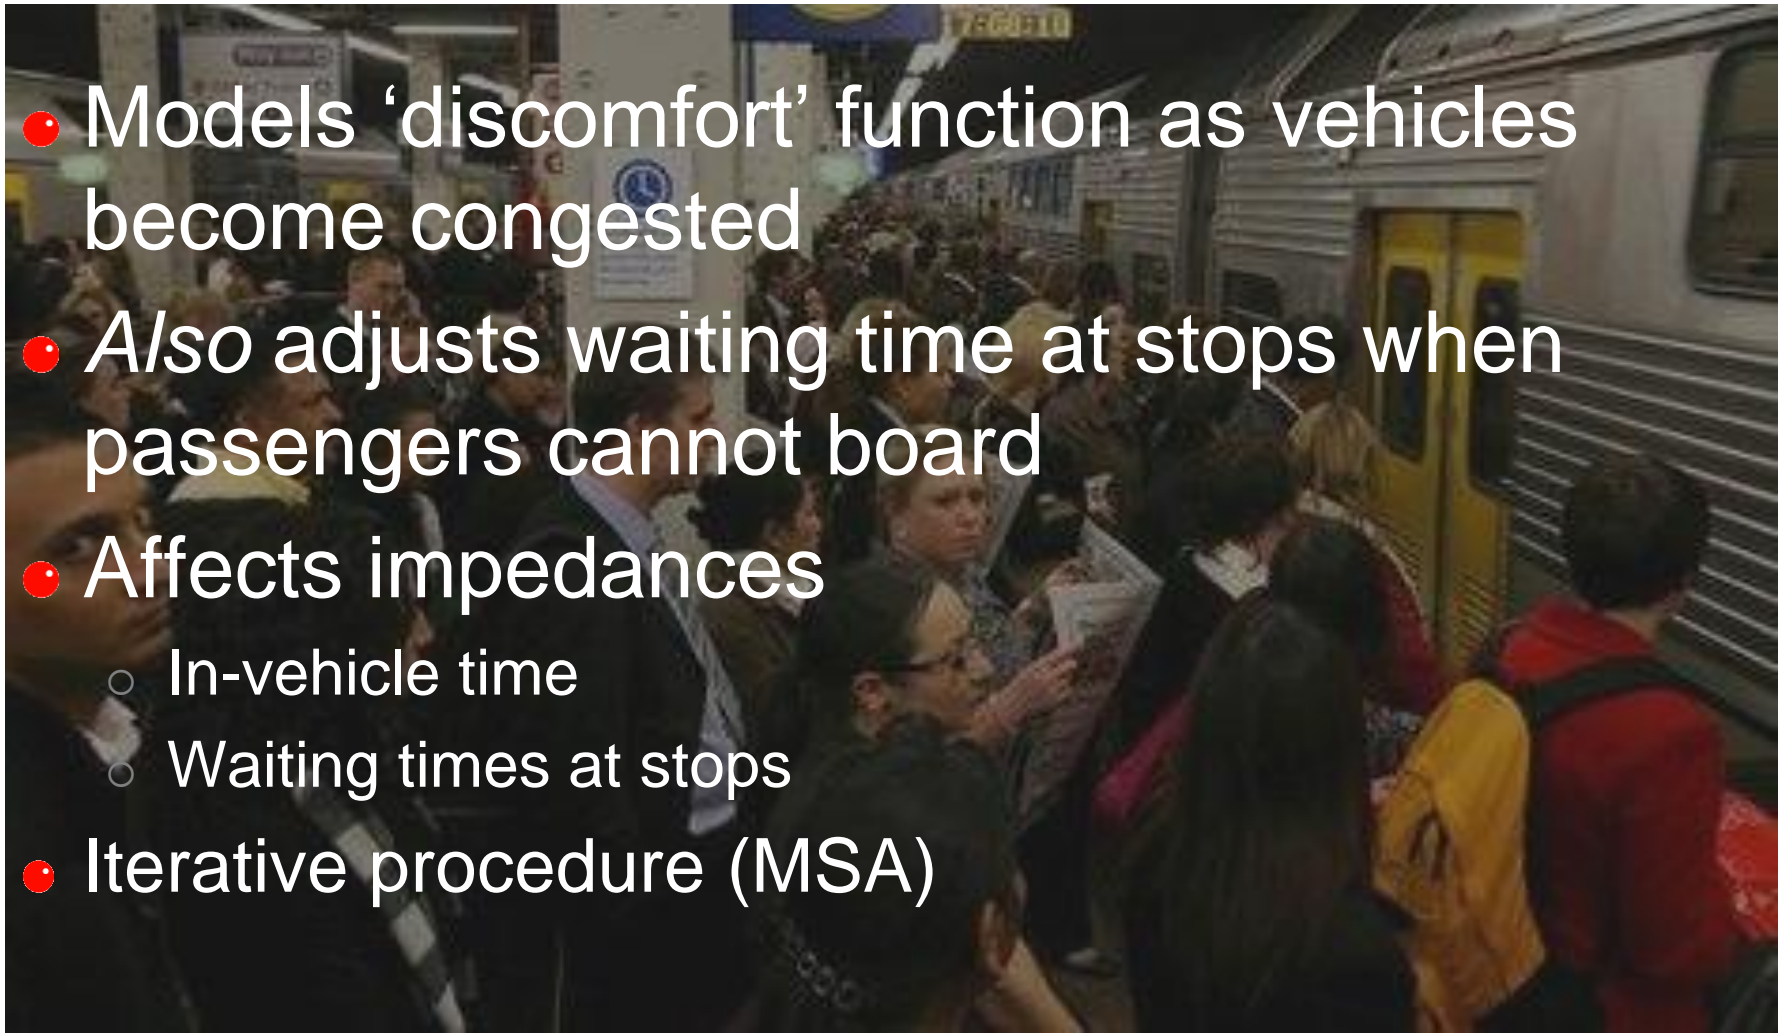 Models ‘discomfort’ function as vehicles
become congested
Also adjusts waiting time at stops when
passengers cannot board
Affects impedances
In-vehicle time
Waiting times at stops
Iterative procedure (MSA)